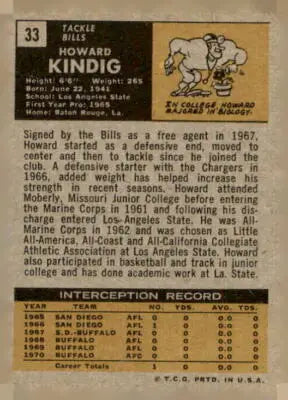 33
TACKLE
BILLS
HOWARD
KINDIG
Height: 6'6" Weight: 265
Born: June 22, 1941
School: Los Angeles State
First Year Pro: 1965
Home: Baton Rouge, La.
IN COLLEGE, HOWARD
MAJORED IN BIOLOGY.
Signed by the Bills as a free agent in 1967,
Howard started as a defensive end, moved to
center and then to tackle since he joined the
club. A defensive starter with the Chargers in
1966, added weight has helped increase his
strength in recent seasons. Howard attended
Moberly, Missouri Junior College before entering
the Marine Corps in 1961 and following his dis-
charge entered Los Angeles State. He was All-
Marine Corps in 1962 and was chosen as Little
All-America, All-Coast and All-California Collegiate
Athletic Association at Los Angeles State. Howard
also participated in basketball and track in junior
college and has done academic work at La. State.
INTERCEPTION RECORD
YEAR TEAM NO. YDS. AVG. YDS. TDS.
1965 SAN DIEGO AFL 0 0 0.0 0
1966 SAN DIEGO AFL 1 0 0.0 0
1967 S.D.-BUFFALO AFL 0 0 0.0 0
1968 BUFFALO AFL 0 0 0.0 0
1969 BUFFALO AFL 0 0 0.0 0
1970 BUFFALO 0 0 0.0 0
Career Totals 1 0 0.0 0
© T.C.G. PRTD. IN U.S.A.